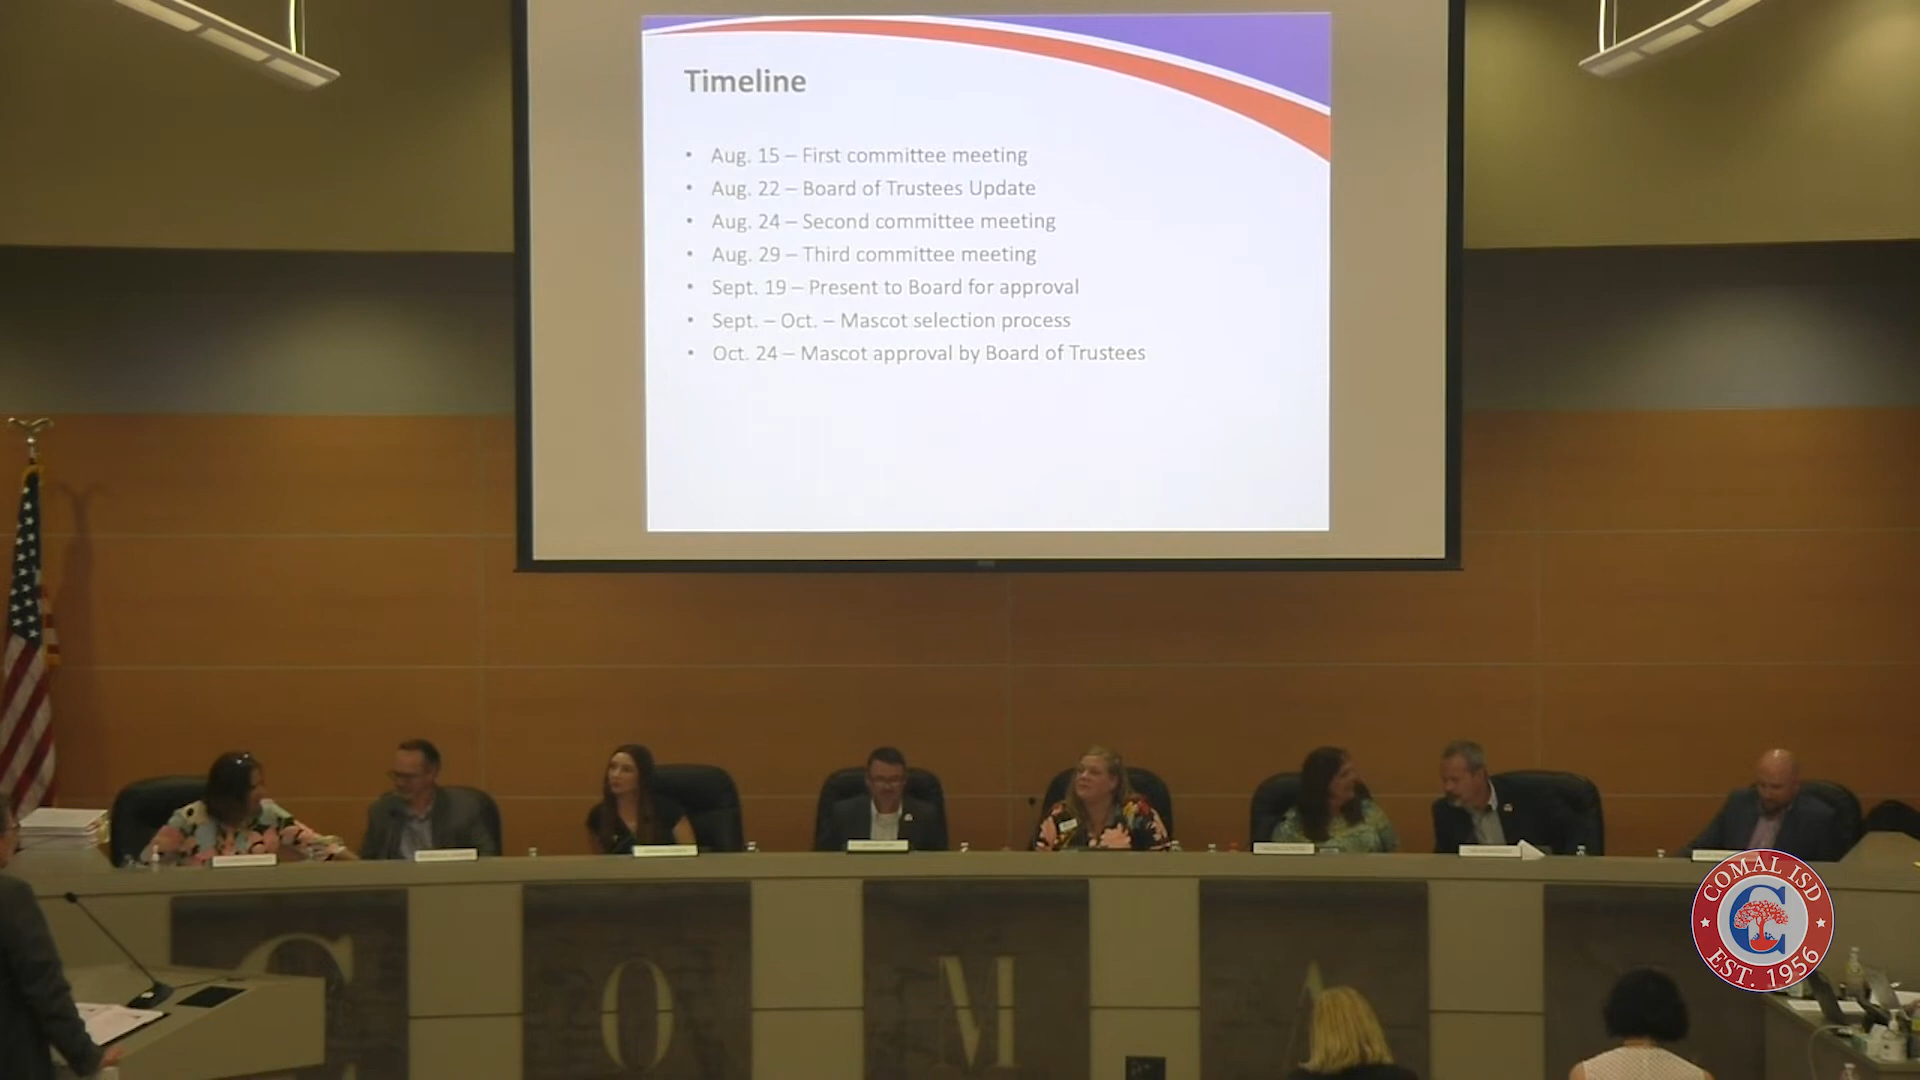 Timeline
• Aug. 15 – First committee meeting
• Aug. 22 – Board of Trustees Update
• Aug. 24 – Second committee meeting
• Aug. 29 – Third committee meeting
• Sept. 19 – Present to Board for approval
• Sept. – Oct. – Mascot selection process
• Oct. 24 – Mascot approval by Board of Trustees
C O M A
COMAL ISD
C
EST. 1956